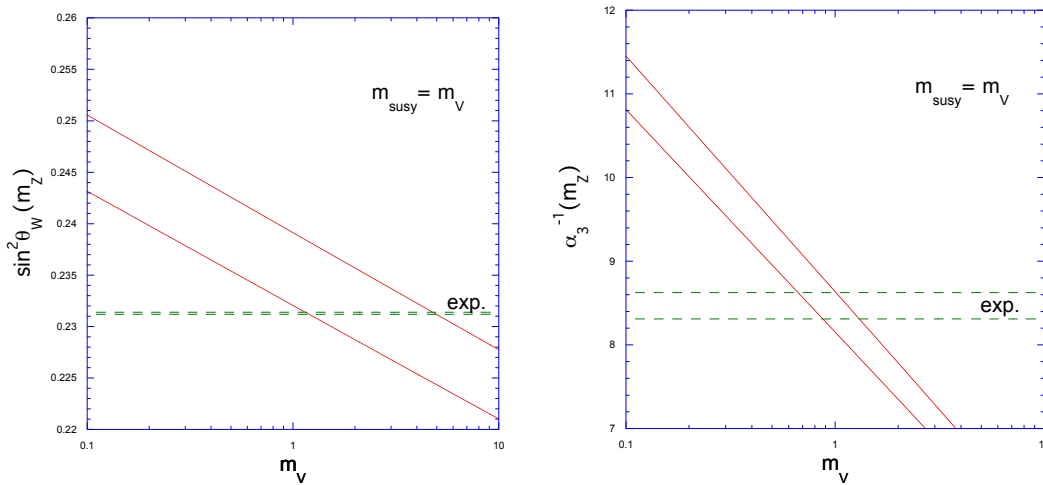 0.26
0.255
0.25
0.245
0.24
0.235
0.23
0.225
0.22
sin²θ_W (m_Z)
m_susy = m_V
exp.
0.1
1
10
m_V
12
11
10
9
8
7
α_3^-1 (m_Z)
m_susy = m_V
exp.
0.1
1
m_V